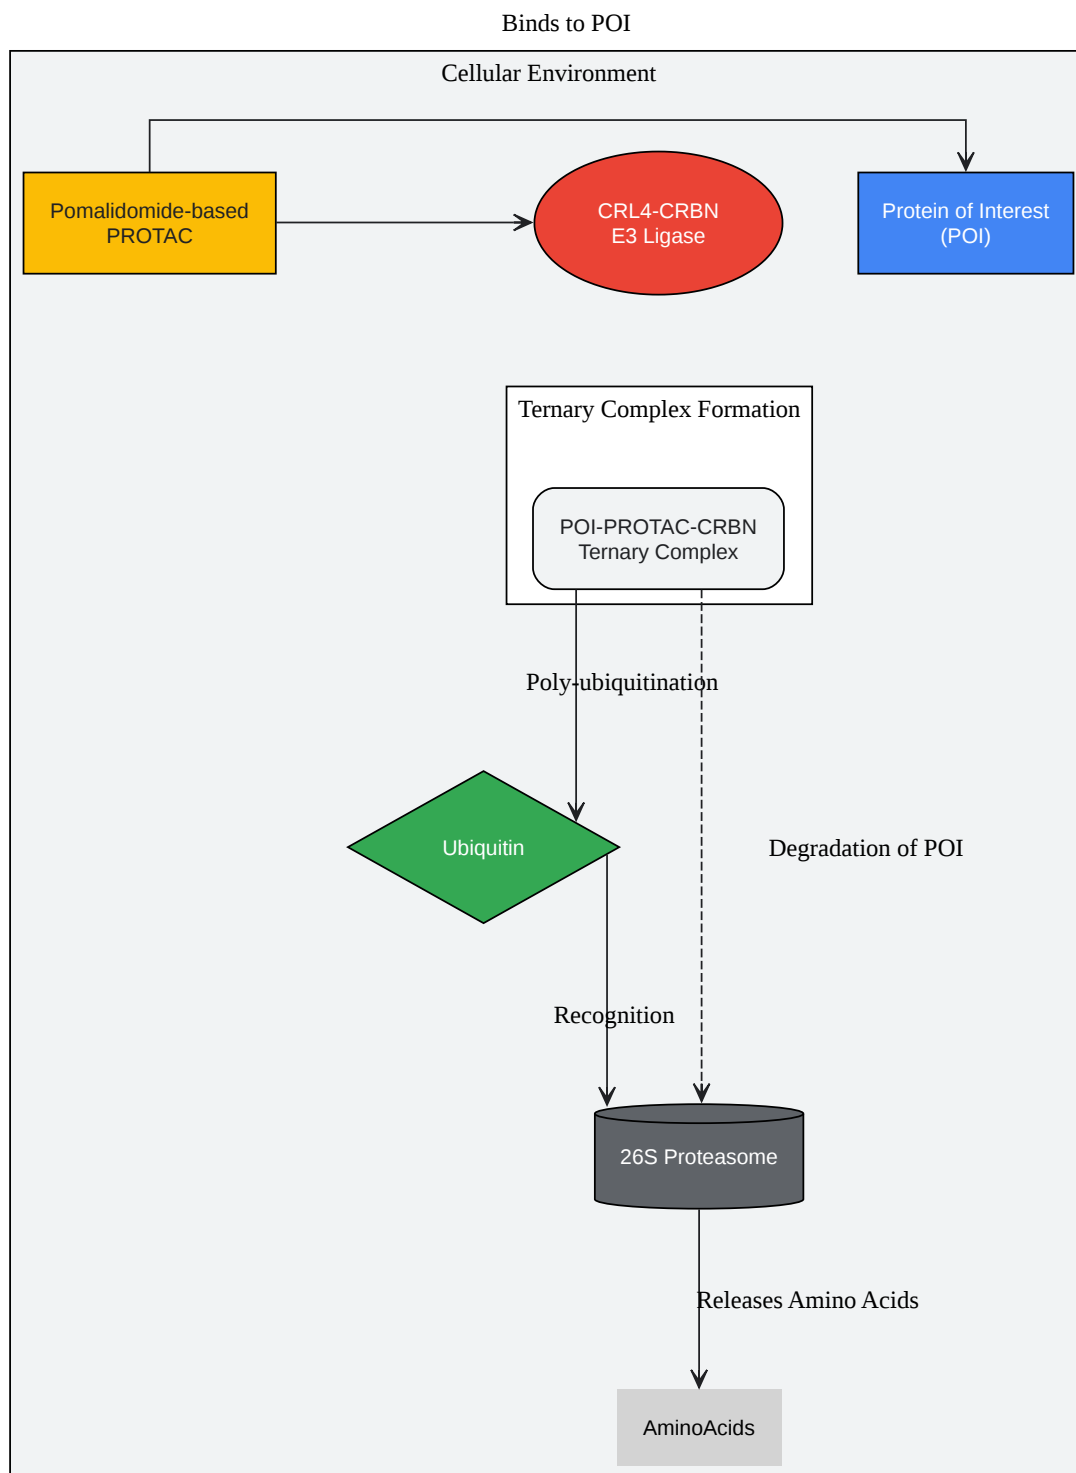 Binds to POI
Cellular Environment
Pomalidomide-based
PROTAC
CRL4-CRBN
E3 Ligase
Protein of Interest
(POI)
Ternary Complex Formation
POI-PROTAC-CRBN
Ternary Complex
Poly-ubiquitination
Ubiquitin
Degradation of POI
Recognition
26S Proteasome
Releases Amino Acids
AminoAcids